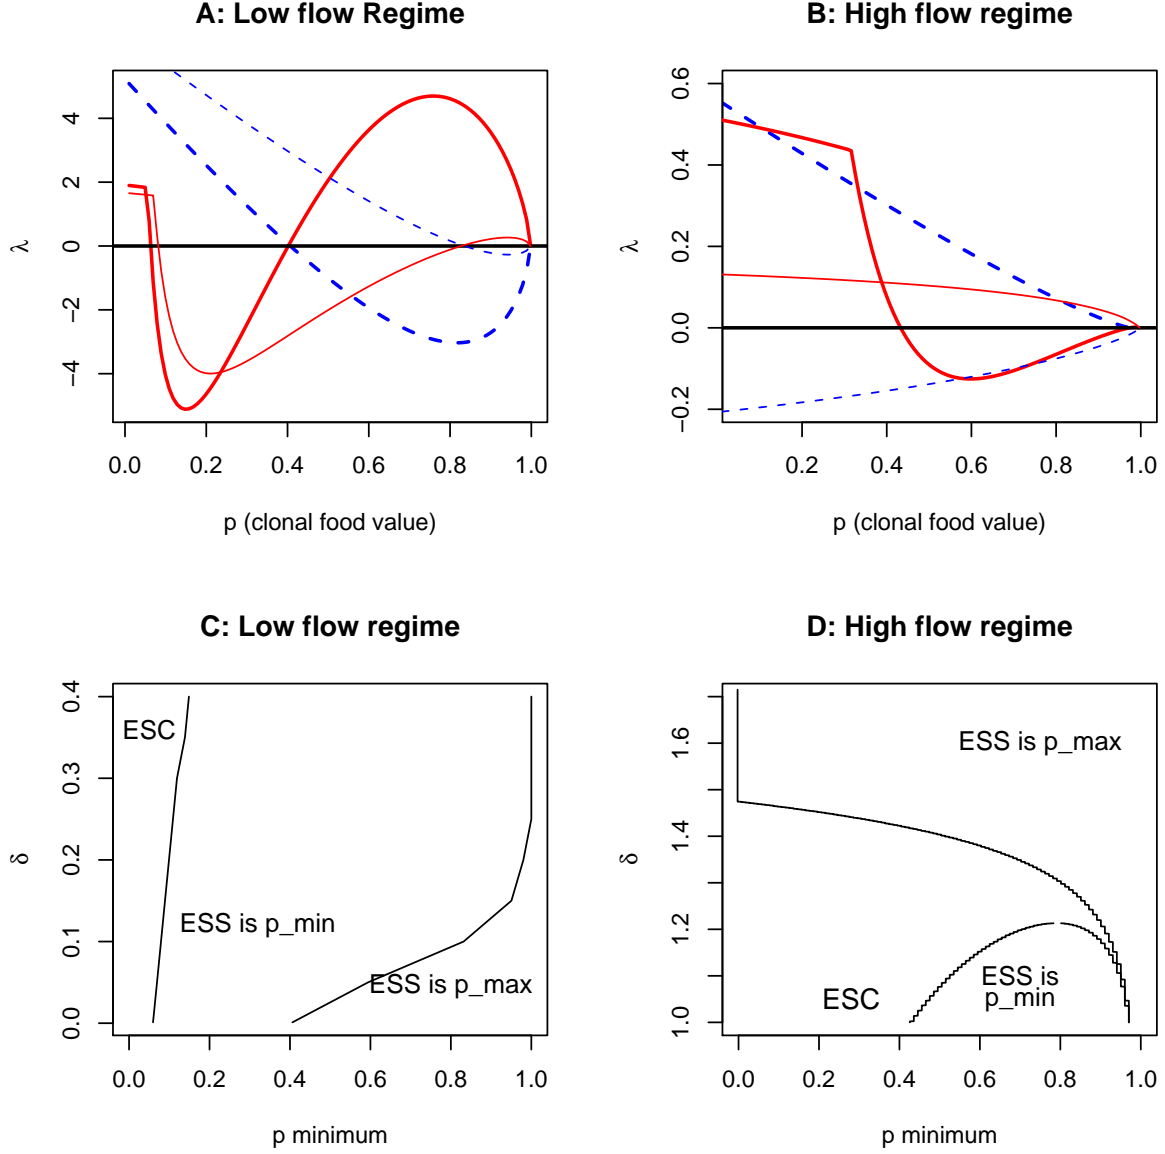 A: Low flow Regime
λ
4
2
0
−2
−4
0.0 0.2 0.4 0.6 0.8 1.0
p (clonal food value)
B: High flow regime
λ
0.6
0.4
0.2
0.0
−0.2
0.2 0.4 0.6 0.8 1.0
p (clonal food value)
C: Low flow regime
δ
0.4
0.3
0.2
0.1
0.0
ESC
ESS is p_min
ESS is p_max
0.0 0.2 0.4 0.6 0.8 1.0
p minimum
D: High flow regime
δ
1.6
1.4
1.2
1.0
ESS is p_max
ESC
ESS is
p_min
0.0 0.2 0.4 0.6 0.8 1.0
p minimum